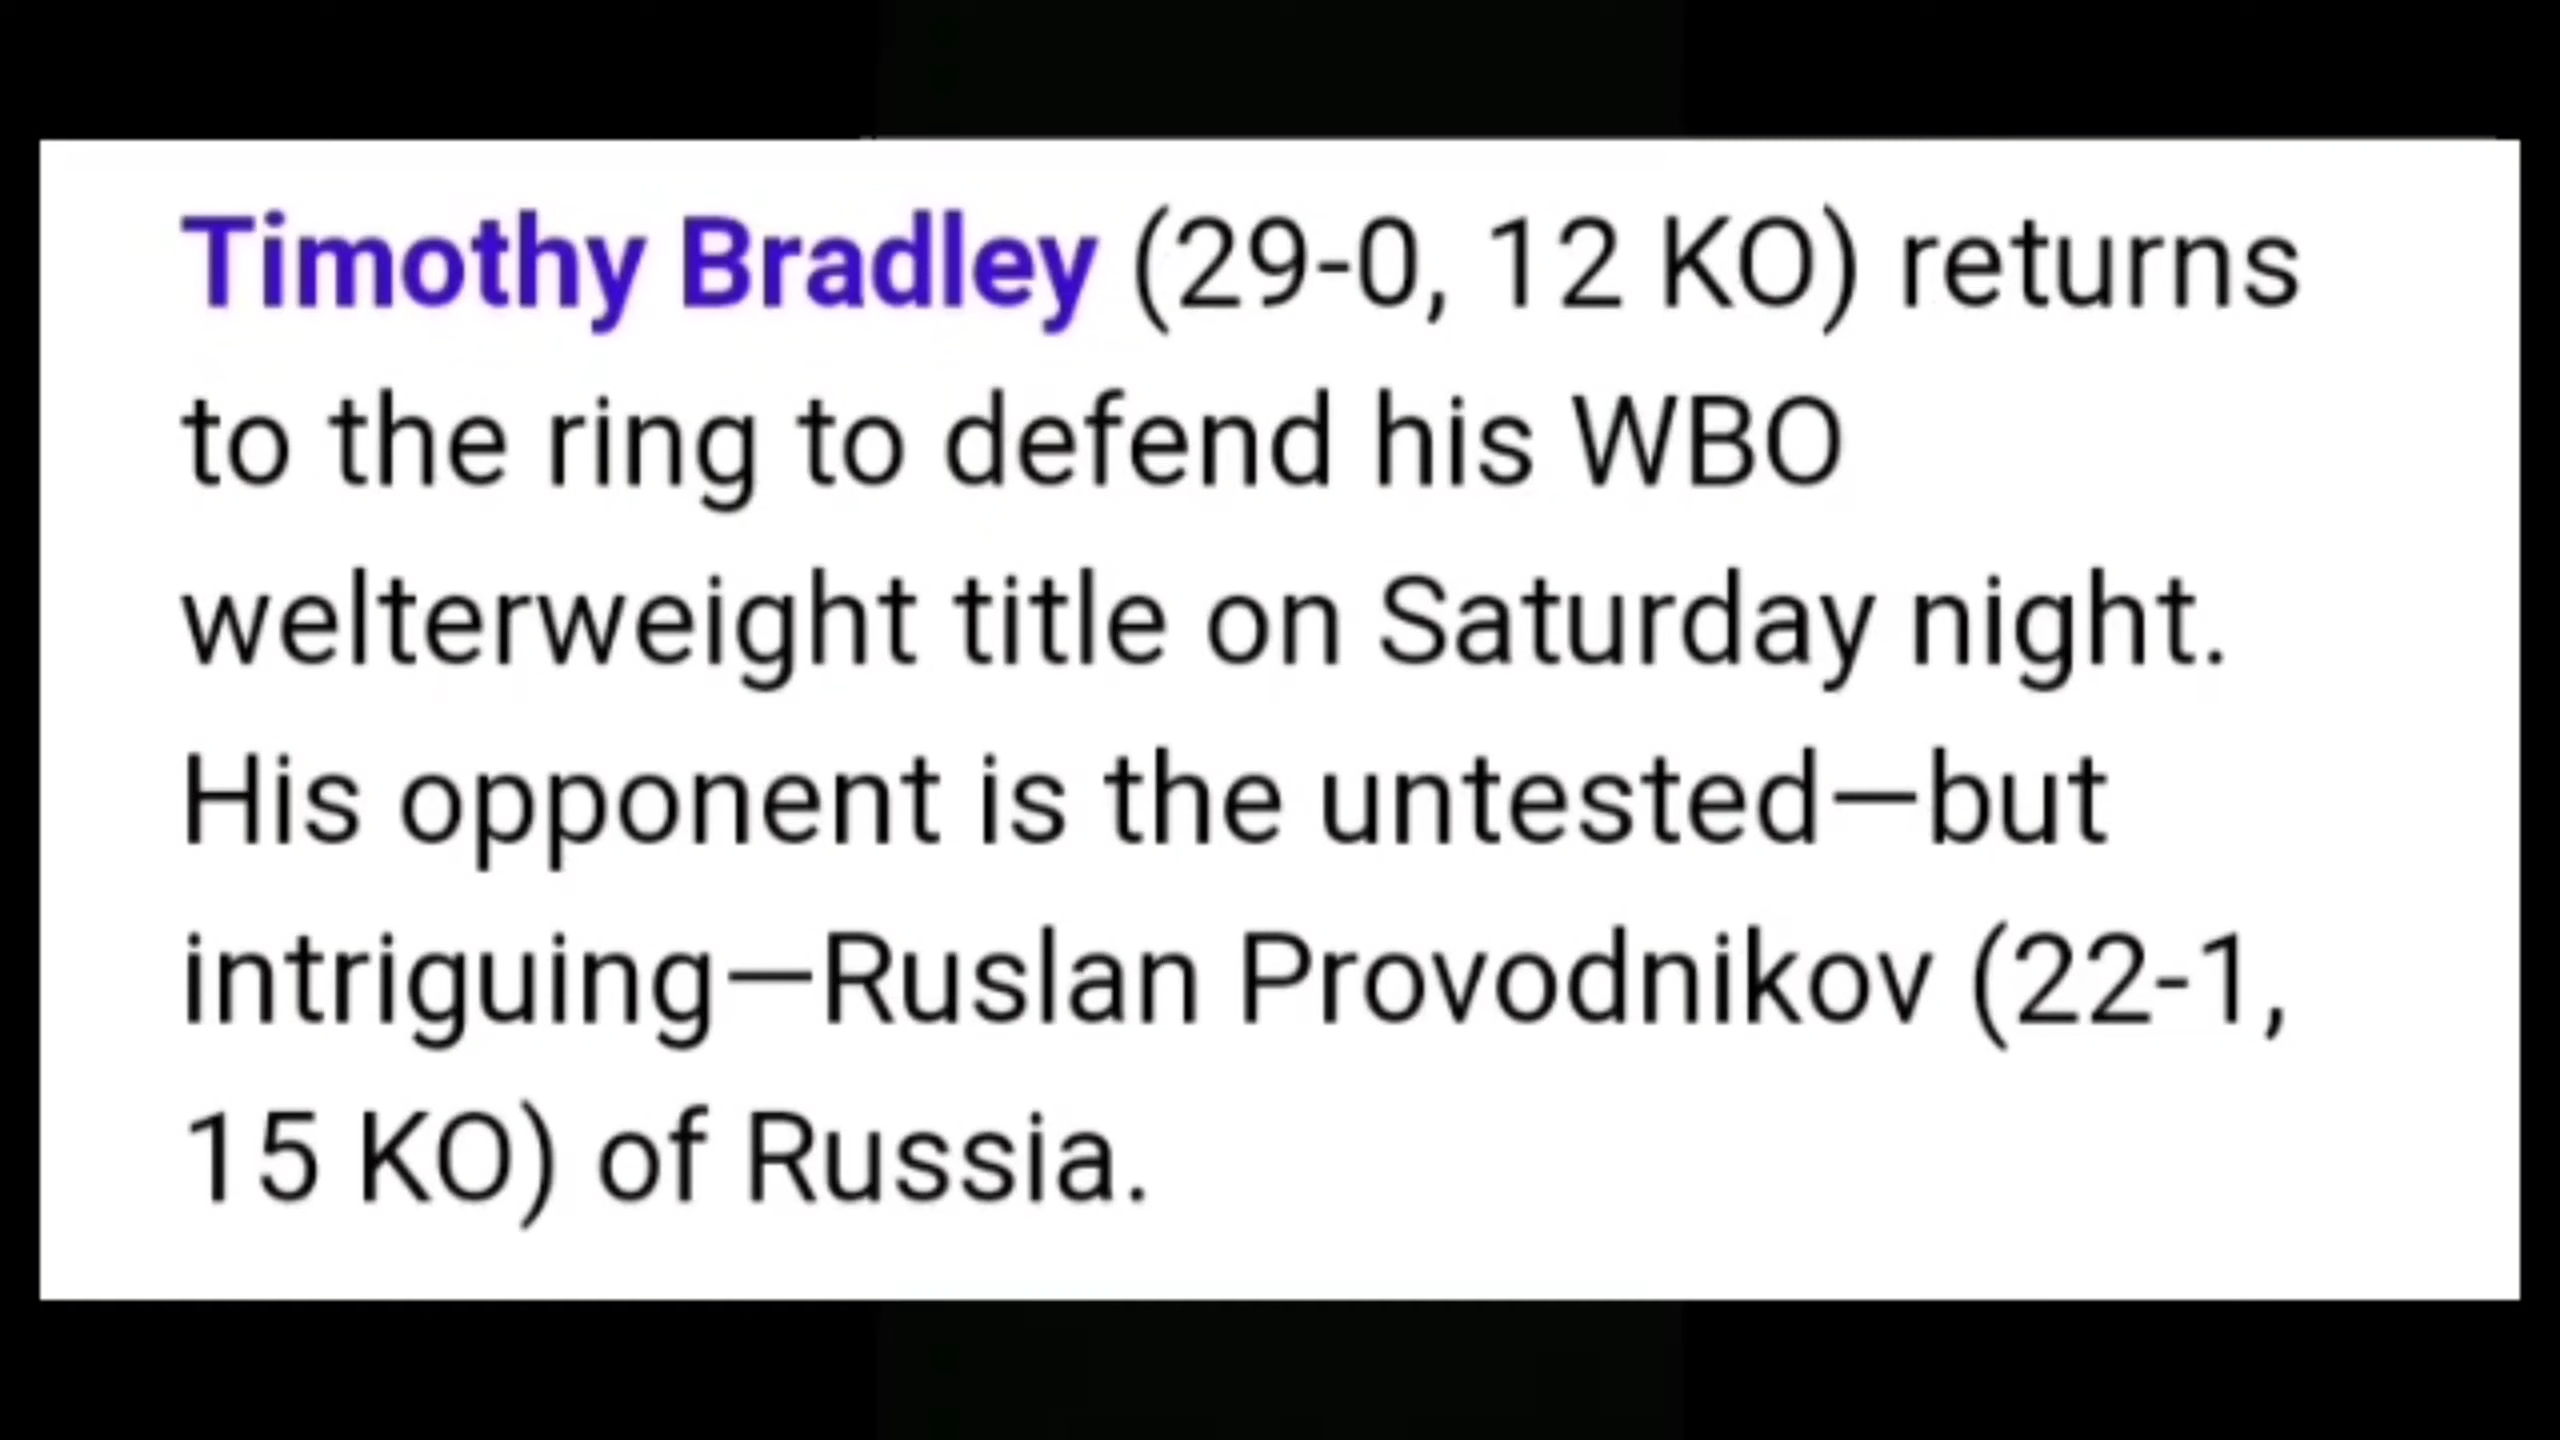 Timothy Bradley (29-0, 12 KO) returns
to the ring to defend his WBO
welterweight title on Saturday night.
His opponent is the untested—but
intriguing—Ruslan Provodnikov (22-1,
15 KO) of Russia.